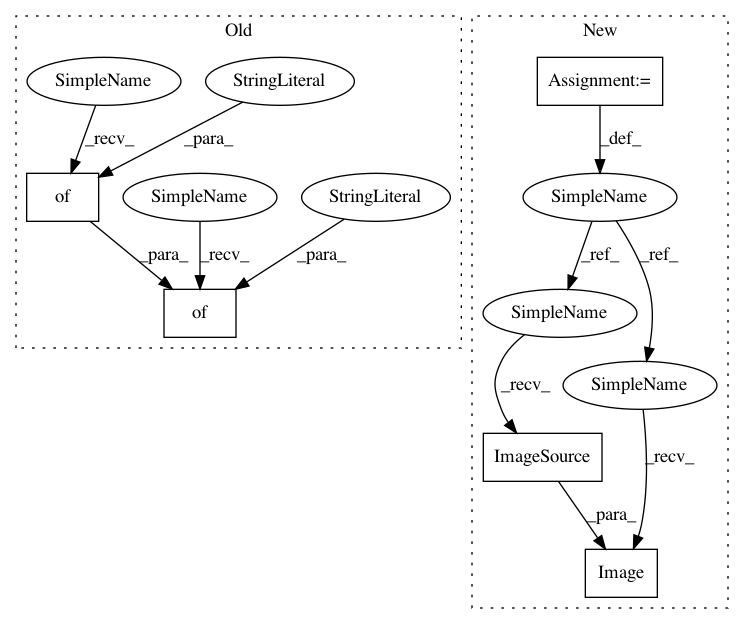 Old
New
SimpleName
StringLiteral
Assignment:=
_recv_
_para_
_def_
of
SimpleName
StringLiteral
SimpleName
_para_
_recv_
_para_
_ref_
_ref_
of
SimpleName
SimpleName
_recv_
ImageSource
_recv_
_para_
Image